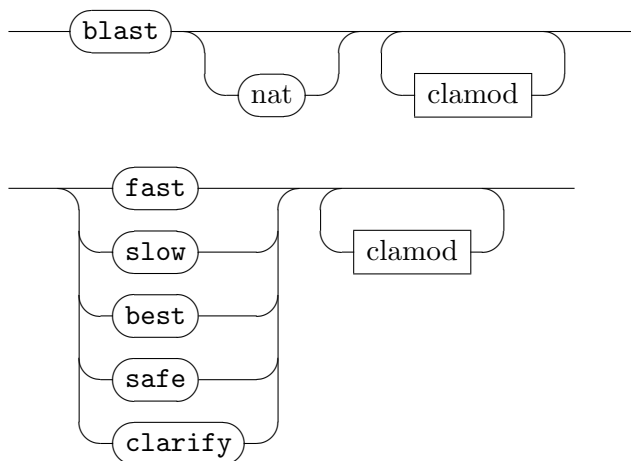 blast
nat clamod
fast
slow clamod
best
safe
clarify